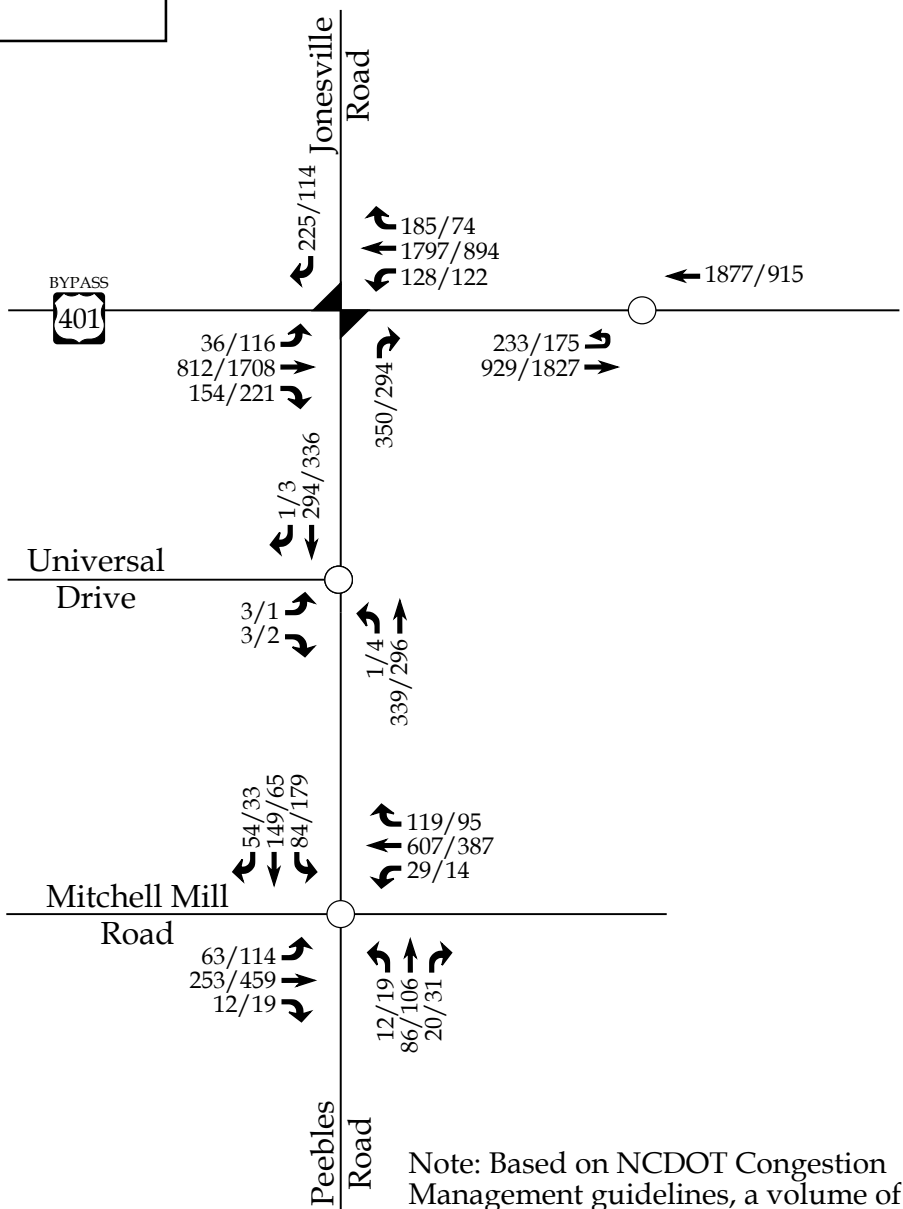 Jonesville
Road
225/114
185/74
1797/894
128/122
BYPASS
401
1877/915
36/116
812/1708
154/221
350/294
233/175
929/1827
1/3
294/336
Universal
Drive
3/1
3/2
1/4
339/296
54/33
149/65
84/179
119/95
607/387
29/14
Mitchell Mill
Road
63/114
253/459
12/19
12/19
86/106
20/31
Peebles
Road
Note: Based on NCDOT Congestion
Management guidelines, a volume of